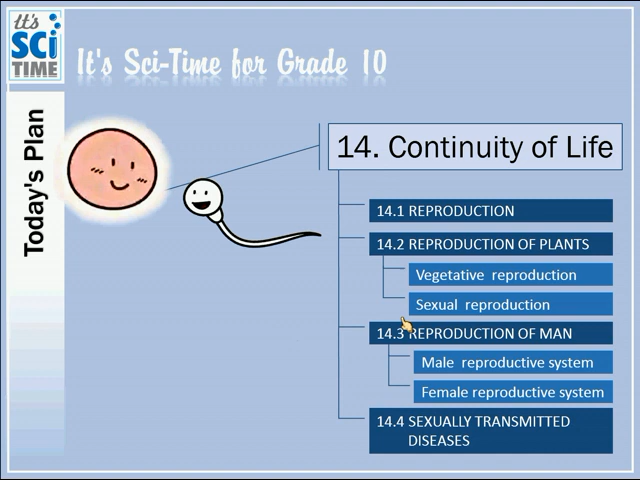 It's
SCi
TIME
It's Sci-Time for Grade 10
Today's Plan
14. Continuity of Life
14.1 REPRODUCTION
14.2 REPRODUCTION OF PLANTS
Vegetative reproduction
Sexual reproduction
14.3 REPRODUCTION OF MAN
Male reproductive system
Female reproductive system
14.4 SEXUALLY TRANSMITTED
DISEASES